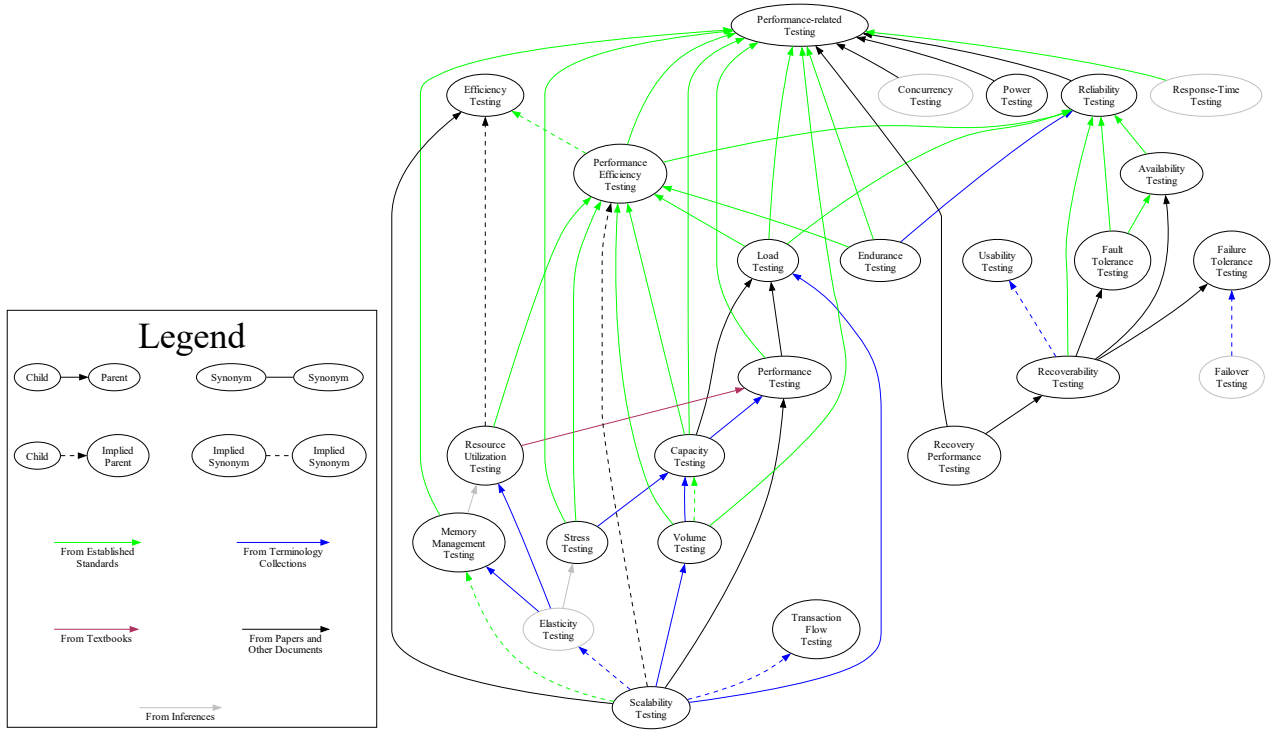 Performance-related
Testing
Efficiency
Testing
Concurrency
Testing
Power
Testing
Reliability
Testing
Response-Time
Testing
Performance
Efficiency
Testing
Availability
Testing
Load
Testing
Endurance
Testing
Usability
Testing
Fault
Tolerance
Testing
Failure
Tolerance
Testing
Performance
Testing
Recoverability
Testing
Failover
Testing
Resource
Utilization
Testing
Capacity
Testing
Recovery
Performance
Testing
Memory
Management
Testing
Stress
Testing
Volume
Testing
Elasticity
Testing
Transaction
Flow
Testing
Scalability
Testing
Legend
Child
Parent
Synonym
Synonym
Child
Implied
Parent
Implied
Synonym
Implied
Synonym
From Established
Standards
From Terminology
Collections
From Textbooks
From Papers and
Other Documents
From Inferences